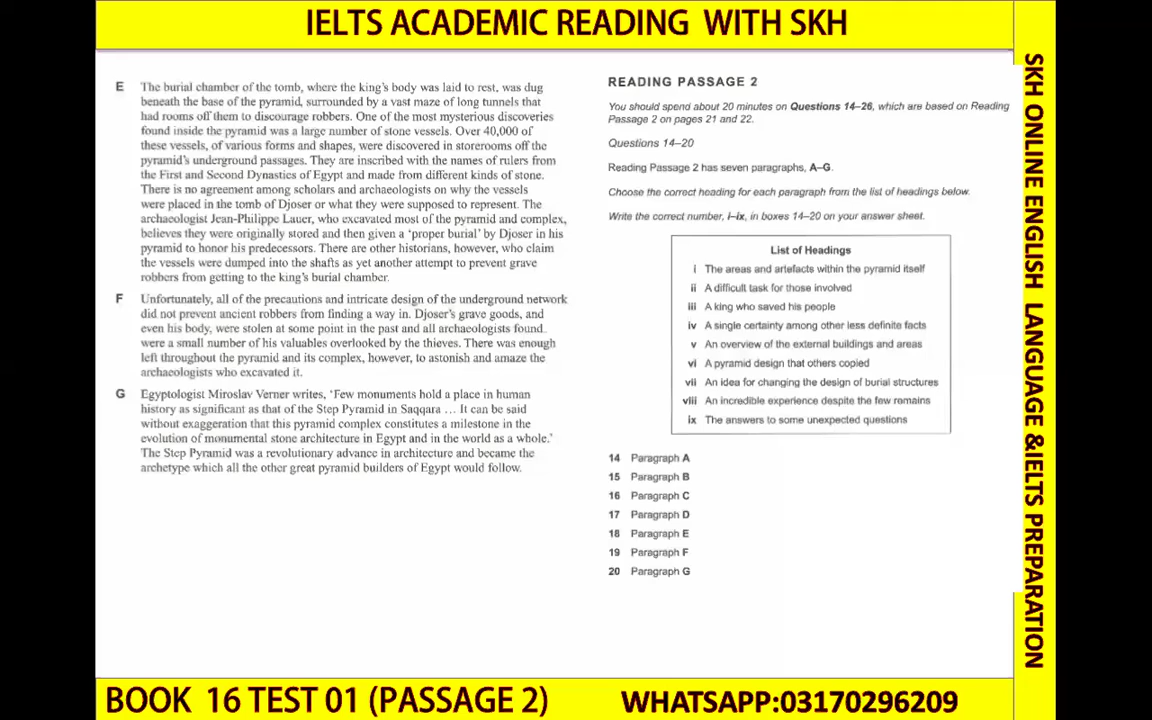 IELTS ACADEMIC READING WITH SKH
E The burial chamber of the tomb, where the king's body was laid to rest, was dug
beneath the base of the pyramid, surrounded by a vast maze of long tunnels that
had rooms off them to discourage robbers. One of the most mysterious discoveries
found inside the pyramid was a large number of stone vessels. Over 40,000 of
these vessels, of various forms and shapes, were discovered in storerooms off the
pyramid's underground passages. They are inscribed with the names of rulers from
the First and Second Dynasties of Egypt and made from different kinds of stone.
There is no agreement among scholars and archaeologists on why the vessels
were placed in the tomb of Djoser or what they were supposed to represent. The
archaeologist Jean-Philippe Lauer, who excavated most of the pyramid and complex,
believes they were originally stored and then given a 'proper burial' by Djoser in his
pyramid to honor his predecessors. There are other historians, however, who claim
the vessels were dumped into the shafts as yet another attempt to prevent grave
robbers from getting to the king's burial chamber.
F Unfortunately, all of the precautions and intricate design of the underground network
did not prevent ancient robbers from finding a way in. Djoser's grave goods, and
even his body, were stolen at some point in the past and all archaeologists found
were a small number of his valuables overlooked by the thieves. There was enough
left throughout the pyramid and its complex, however, to astonish and amaze the
archaeologists who excavated it.
G Egyptologist Miroslav Verner writes, 'Few monuments hold a place in human
history as significant as that of the Step Pyramid in Saqqara ... It can be said
without exaggeration that this pyramid complex constitutes a milestone in the
evolution of monumental stone architecture in Egypt and in the world as a whole.'
The Step Pyramid was a revolutionary advance in architecture and became the
archetype which all the other great pyramid builders of Egypt would follow.
READING PASSAGE 2
You should spend about 20 minutes on Questions 14–26, which are based on Reading
Passage 2 on pages 21 and 22.
Questions 14–20
Reading Passage 2 has seven paragraphs, A–G.
Choose the correct heading for each paragraph from the list of headings below.
Write the correct number, i–ix, in boxes 14–20 on your answer sheet.
List of Headings
i The areas and artefacts within the pyramid itself
ii A difficult task for those involved
iii A king who saved his people
iv A single certainty among other less definite facts
v An overview of the external buildings and areas
vi A pyramid design that others copied
vii An idea for changing the design of burial structures
viii An incredible experience despite the few remains
ix The answers to some unexpected questions
14 Paragraph A
15 Paragraph B
16 Paragraph C
17 Paragraph D
18 Paragraph E
19 Paragraph F
20 Paragraph G
SKH ONLINE ENGLISH LANGUAGE &IELTS PREPARATION
BOOK 16 TEST 01 (PASSAGE 2)
WHATSAPP:03170296209